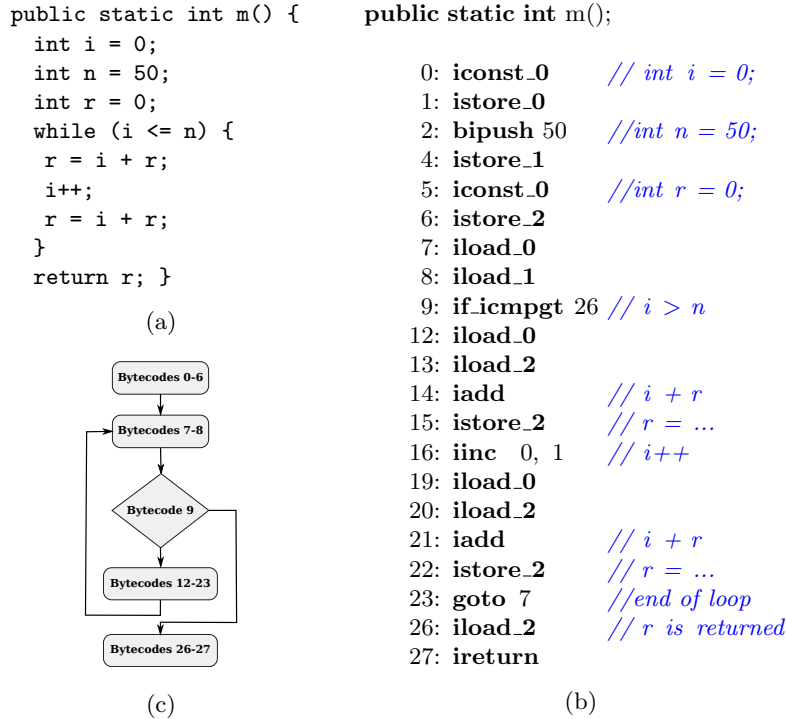 public static int m() {
int i = 0;
int n = 50;
int r = 0;
while (i <= n) {
r = i + r;
i++;
r = i + r;
}
return r; }
(a)
Bytecodes 0-6
Bytecodes 7-8
Bytecode 9
Bytecodes 12-23
Bytecodes 26-27
(c)
public static int m();
0: iconst_0 // int i = 0;
1: istore_0
2: bipush 50 //int n = 50;
4: istore_1
5: iconst_0 //int r = 0;
6: istore_2
7: iload_0
8: iload_1
9: if_icmpgt 26 // i > n
12: iload_0
13: iload_2
14: iadd // i + r
15: istore_2 // r = ...
16: iinc 0, 1 // i++
19: iload_0
20: iload_2
21: iadd // i + r
22: istore_2 // r = ...
23: goto 7 //end of loop
26: iload_2 // r is returned
27: ireturn
(b)